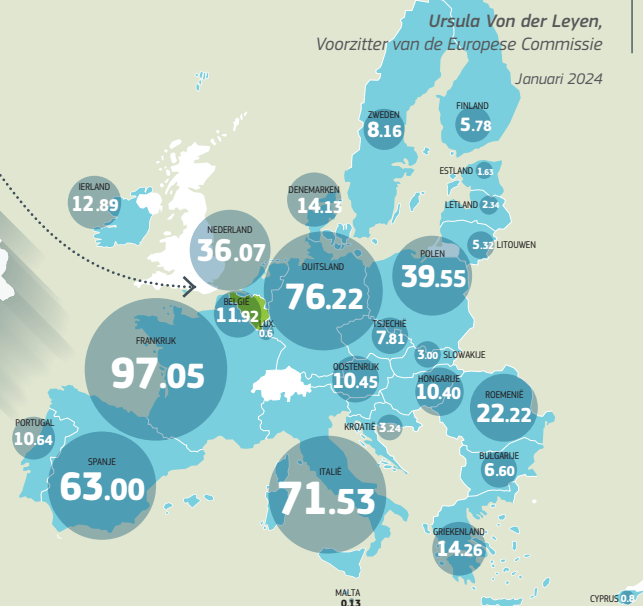 Ursula Von der Leyen,
Voorzitter van de Europese Commissie
Januari 2024
ZWEDEN
8.16
FINLAND
5.78
ESTLAND 1.63
LETLAND 2.34
5.32 LITOUWEN
IERLAND
12.89
DENEMARKEN
14.13
NEDERLAND
36.07
DUITSLAND
76.22
POLEN
39.55
BELGIË
11.92
LUX
0.6
TSJECHIË
7.81
3.00 SLOWAKIJE
FRANKRIJK
97.05
OOSTENRIJK
10.45
HONGARIJE
10.40
ROEMENIË
22.22
KROATIË 3.24
PORTUGAL
10.64
SPANJE
63.00
ITALIË
71.53
BULGARIJE
6.60
GRIEKENLAND
14.26
MALTA
0.13
CYPRUS 0.8